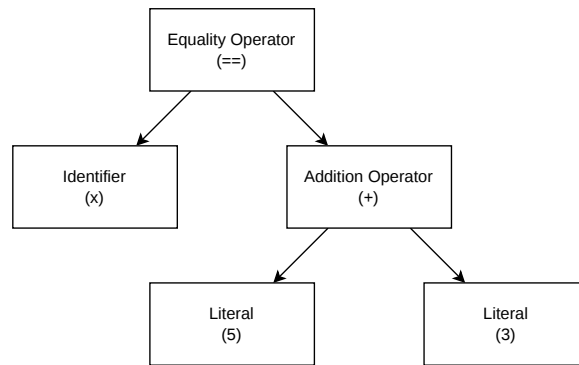 Equality Operator
(==)
Identifier
(x)
Addition Operator
(+)
Literal
(5)
Literal
(3)